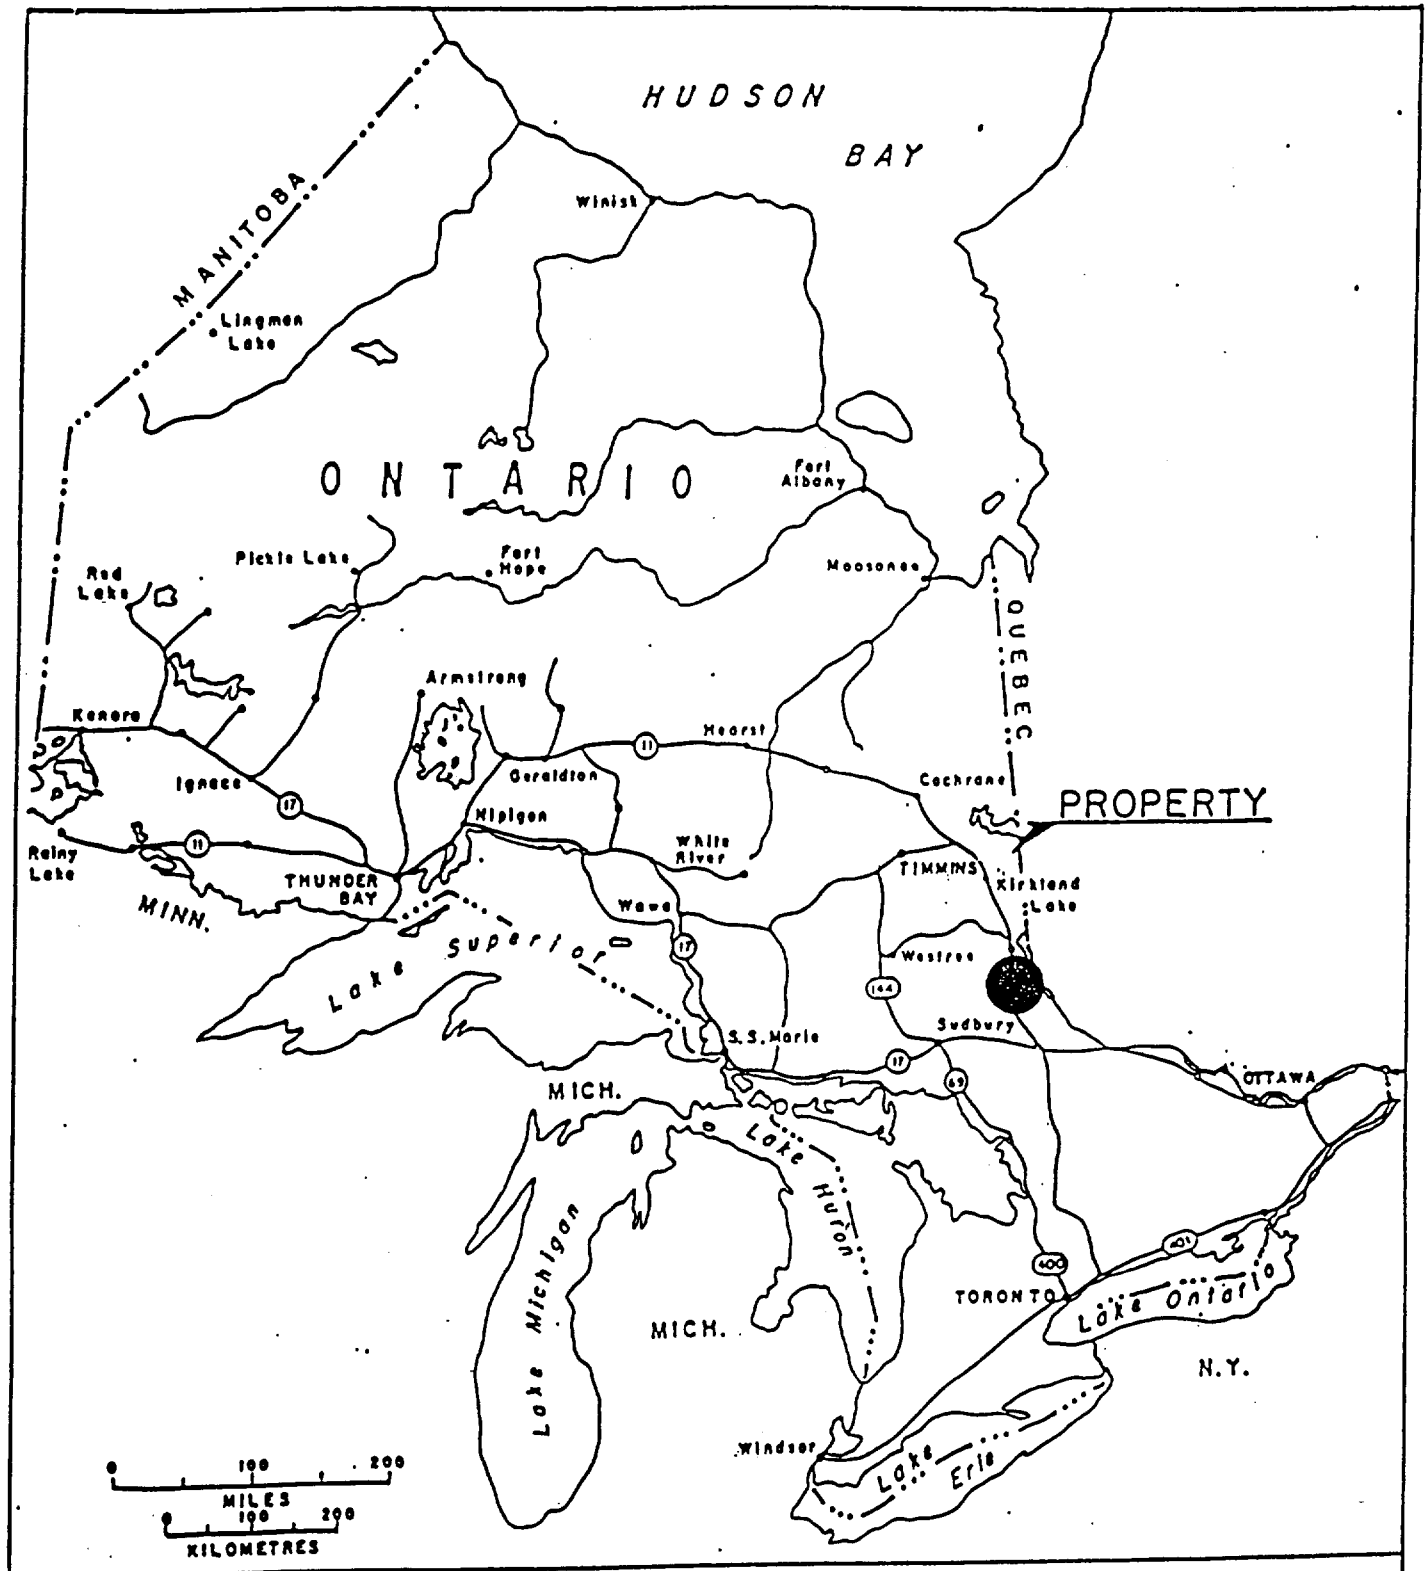 HUDSON
BAY
MANITOBA
Winisk
Lingman
Lake
ONTARIO
Fort
Albany
Pickle Lake
Fort
Hope
Moosonee
Red
Lake
QUEBEC
Armstrong
Kenora
Hearst
11
Geraldton
Cochrane
Ignace
17
PROPERTY
Nipigon
11
White
River
Rainy
Lake
TIMMINS
THUNDER
BAY
Kirkland
Lake
MINN.
Wawa
Lake Superior
17
Westree
144
S.S. Marie
Sudbury
17
69
OTTAWA
MICH.
Lake Huron
Lake Michigan
401
400
TORONTO
Lake Ontario
MICH.
N.Y.
Windsor
Lake
Erie
0 100 200
MILES
0 100 200
KILOMETRES